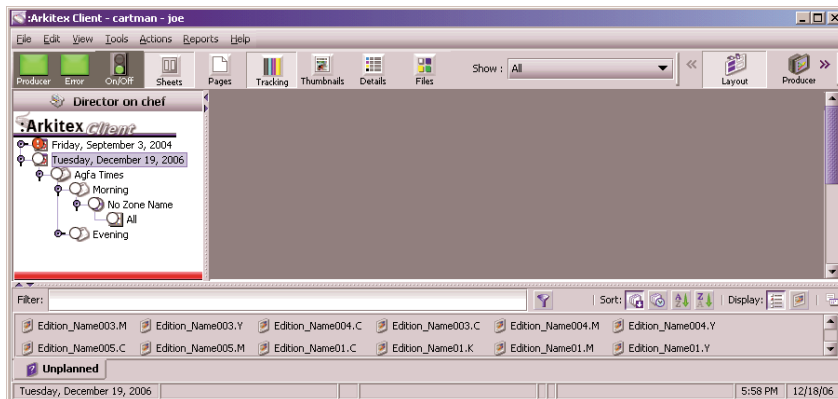 :Arkitex Client - cartman - joe
File Edit View Tools Actions Reports Help
Producer Error On/Off Sheets Pages Tracking Thumbnails Details Files Show : All Layout Producer
Director on chef
:Arkitex Client
Friday, September 3, 2004
Tuesday, December 19, 2006
Agfa Times
Morning
No Zone Name
All
Evening
Filter: Sort: Display:
Edition_Name003.M Edition_Name003.Y Edition_Name004.C Edition_Name003.C Edition_Name004.M Edition_Name004.Y
Edition_Name005.C Edition_Name005.M Edition_Name01.C Edition_Name01.K Edition_Name01.M Edition_Name01.Y
Unplanned
Tuesday, December 19, 2006 5:58 PM 12/18/06